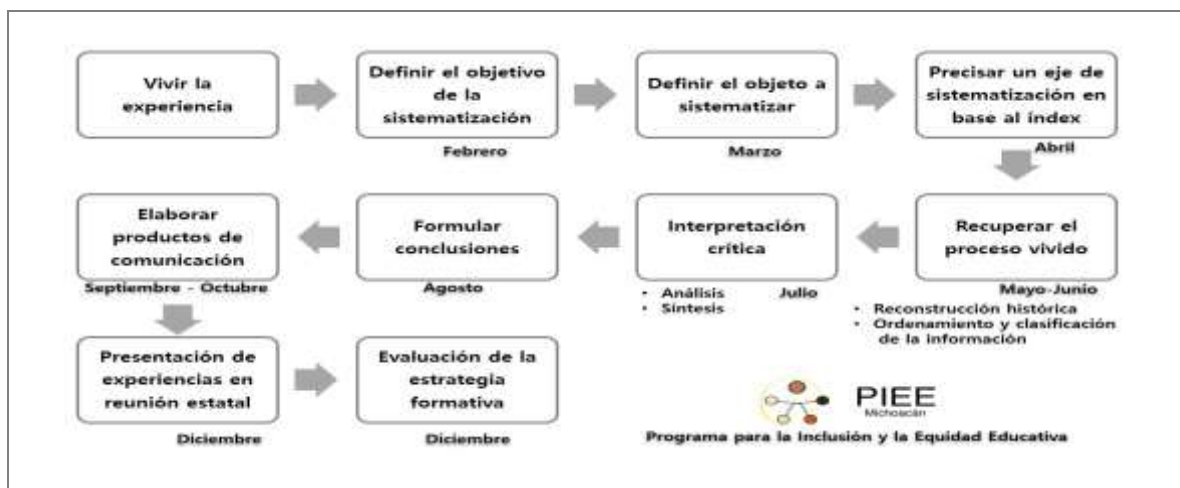 Vivir la
experiencia
Definir el objetivo
de la
sistematización
Febrero
Definir el objeto a
sistematizar
Marzo
Precisar un eje de
sistematización en
base al índex
Abril
Recuperar el
proceso vivido
Mayo-Junio
• Reconstrucción histórica
• Ordenamiento y clasificación
de la información
Interpretación
crítica
• Análisis Julio
• Síntesis
Formular
conclusiones
Agosto
Elaborar
productos de
comunicación
Septiembre - Octubre
Presentación de
experiencias en
reunión estatal
Diciembre
Evaluación de la
estrategia
formativa
Diciembre
PIEE
Michoacán
Programa para la Inclusión y la Equidad Educativa